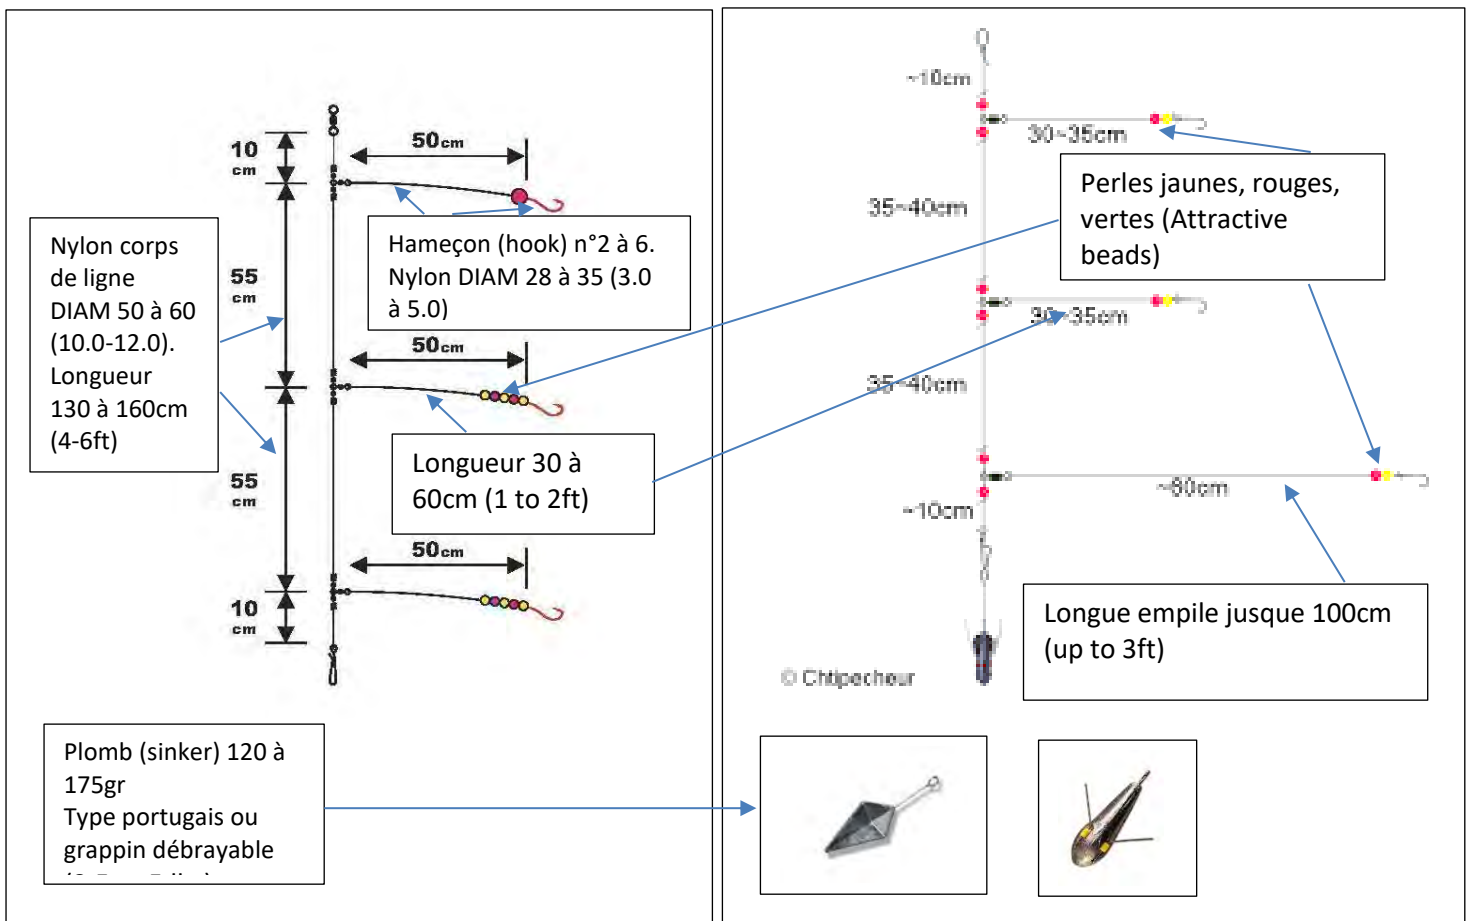 10
cm
50cm
Nylon corps
de ligne
DIAM 50 à 60
(10.0-12.0).
Longueur
130 à 160cm
(4-6ft)
Hameçon (hook) n°2 à 6.
Nylon DIAM 28 à 35 (3.0
à 5.0)
55
cm
50cm
Longueur 30 à
60cm (1 to 2ft)
55
cm
50cm
10
cm
Plomb (sinker) 120 à
175gr
Type portugais ou
grappin débrayable
~10cm
30~35cm
Perles jaunes, rouges,
vertes (Attractive
beads)
35~40cm
30~35cm
35~40cm
~80cm
~10cm
Longue empile jusque 100cm
(up to 3ft)
© Chtipecheur